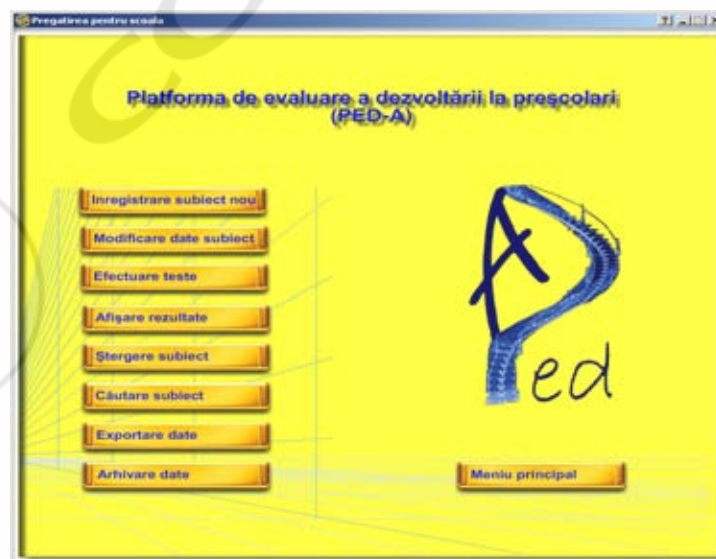 Pregatirea pentru scoala
Platforma de evaluare a dezvoltării la preşcolari
(PED-A)
Inregistrare subiect nou
Modificare date subiect
Efectuare teste
Afişare rezultate
Ştergere subiect
Căutare subiect
Exportare date
Arhivare date
A
Ped
Meniu principal